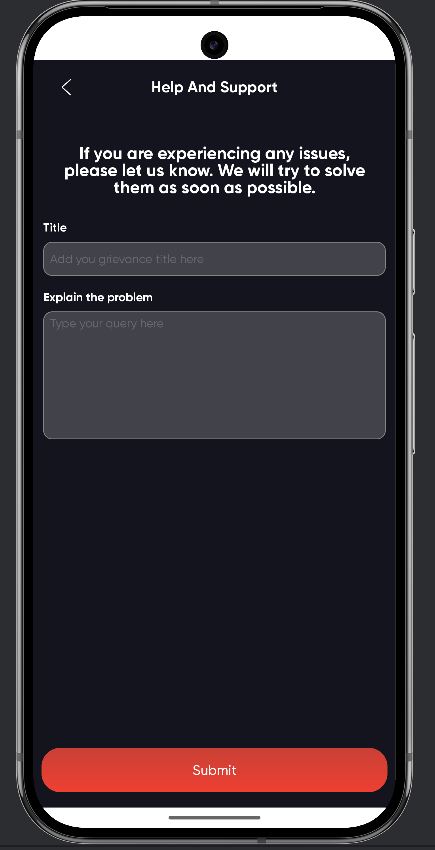 Help And Support
If you are experiencing any issues,
please let us know. We will try to solve
them as soon as possible.
Title
Add you grievance title here
Explain the problem
Type your query here
Submit